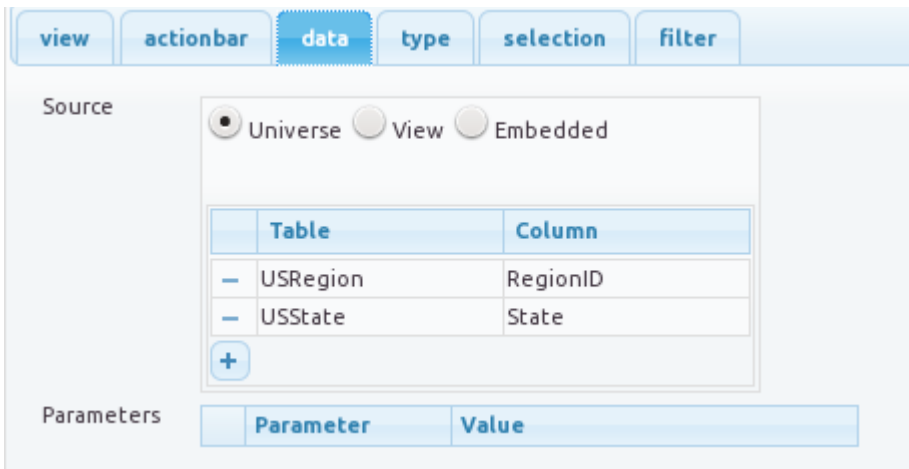 view actionbar data type selection filter
Source
Universe View Embedded
Table Column
− USRegion RegionID
− USState State
+
Parameters Parameter Value